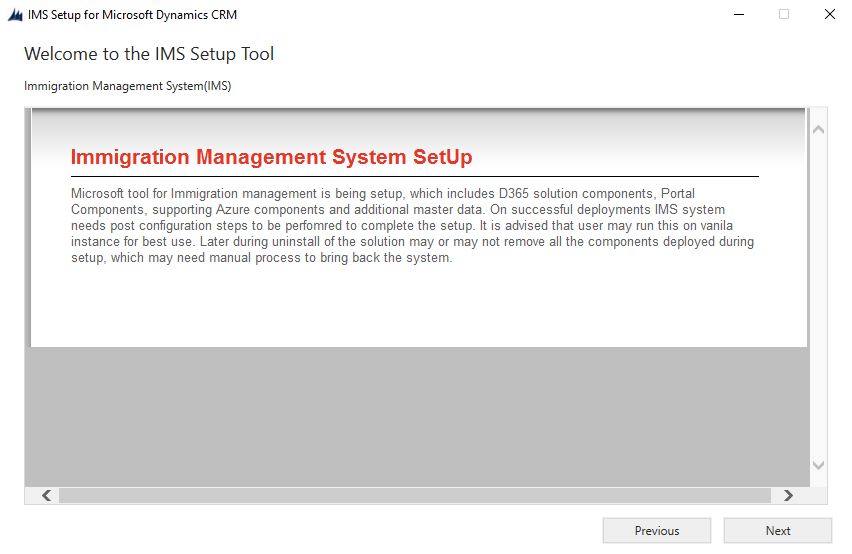 IMS Setup for Microsoft Dynamics CRM
Welcome to the IMS Setup Tool
Immigration Management System(IMS)
Immigration Management System SetUp
Microsoft tool for Immigration management is being setup, which includes D365 solution components, Portal
Components, supporting Azure components and additional master data. On successful deployments IMS system
needs post configuration steps to be perfomred to complete the setup. It is advised that user may run this on vanila
instance for best use. Later during uninstall of the solution may or may not remove all the components deployed during
setup, which may need manual process to bring back the system.
Previous
Next